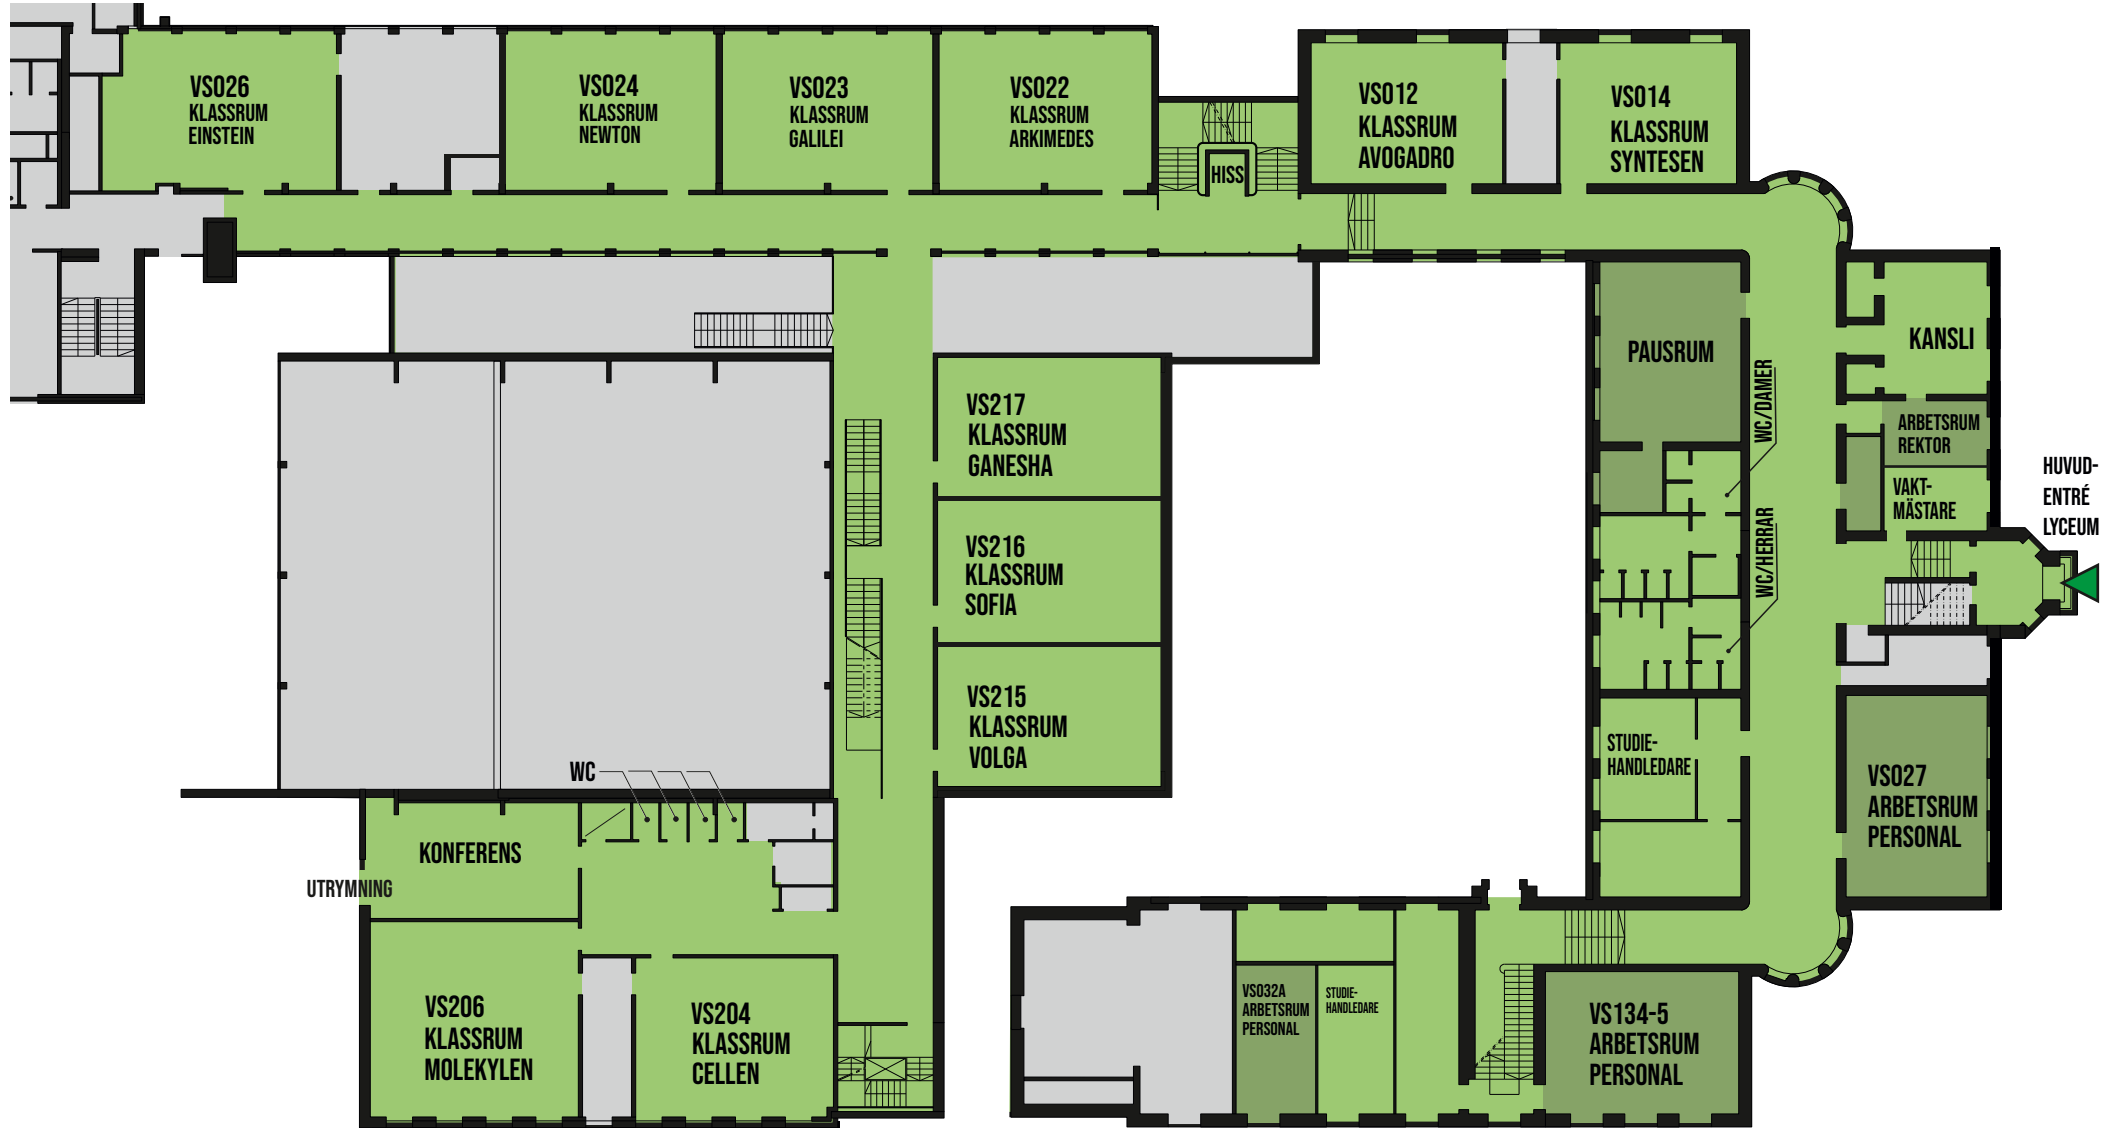 VS026
KLASSRUM
EINSTEIN
VS024
KLASSRUM
NEWTON
VS023
KLASSRUM
GALILEI
VS022
KLASSRUM
ARKIMEDES
HISS
VS012
KLASSRUM
AVOGADRO
VS014
KLASSRUM
SYNTESEN
PAUSRUM
WC/DAMER
WC/HERRAR
KANSLI
ARBETSRUM
REKTOR
VAKT-
MÄSTARE
HUVUD-
ENTRÉ
LYCEUM
VS217
KLASSRUM
GANESHA
VS216
KLASSRUM
SOFIA
VS215
KLASSRUM
VOLGA
STUDIE-
HANDLEDARE
VS027
ARBETSRUM
PERSONAL
WC
KONFERENS
UTRYMNING
VS206
KLASSRUM
MOLEKYLEN
VS204
KLASSRUM
CELLEN
VS032A
ARBETSRUM
PERSONAL
STUDIE-
HANDLEDARE
VS134-5
ARBETSRUM
PERSONAL